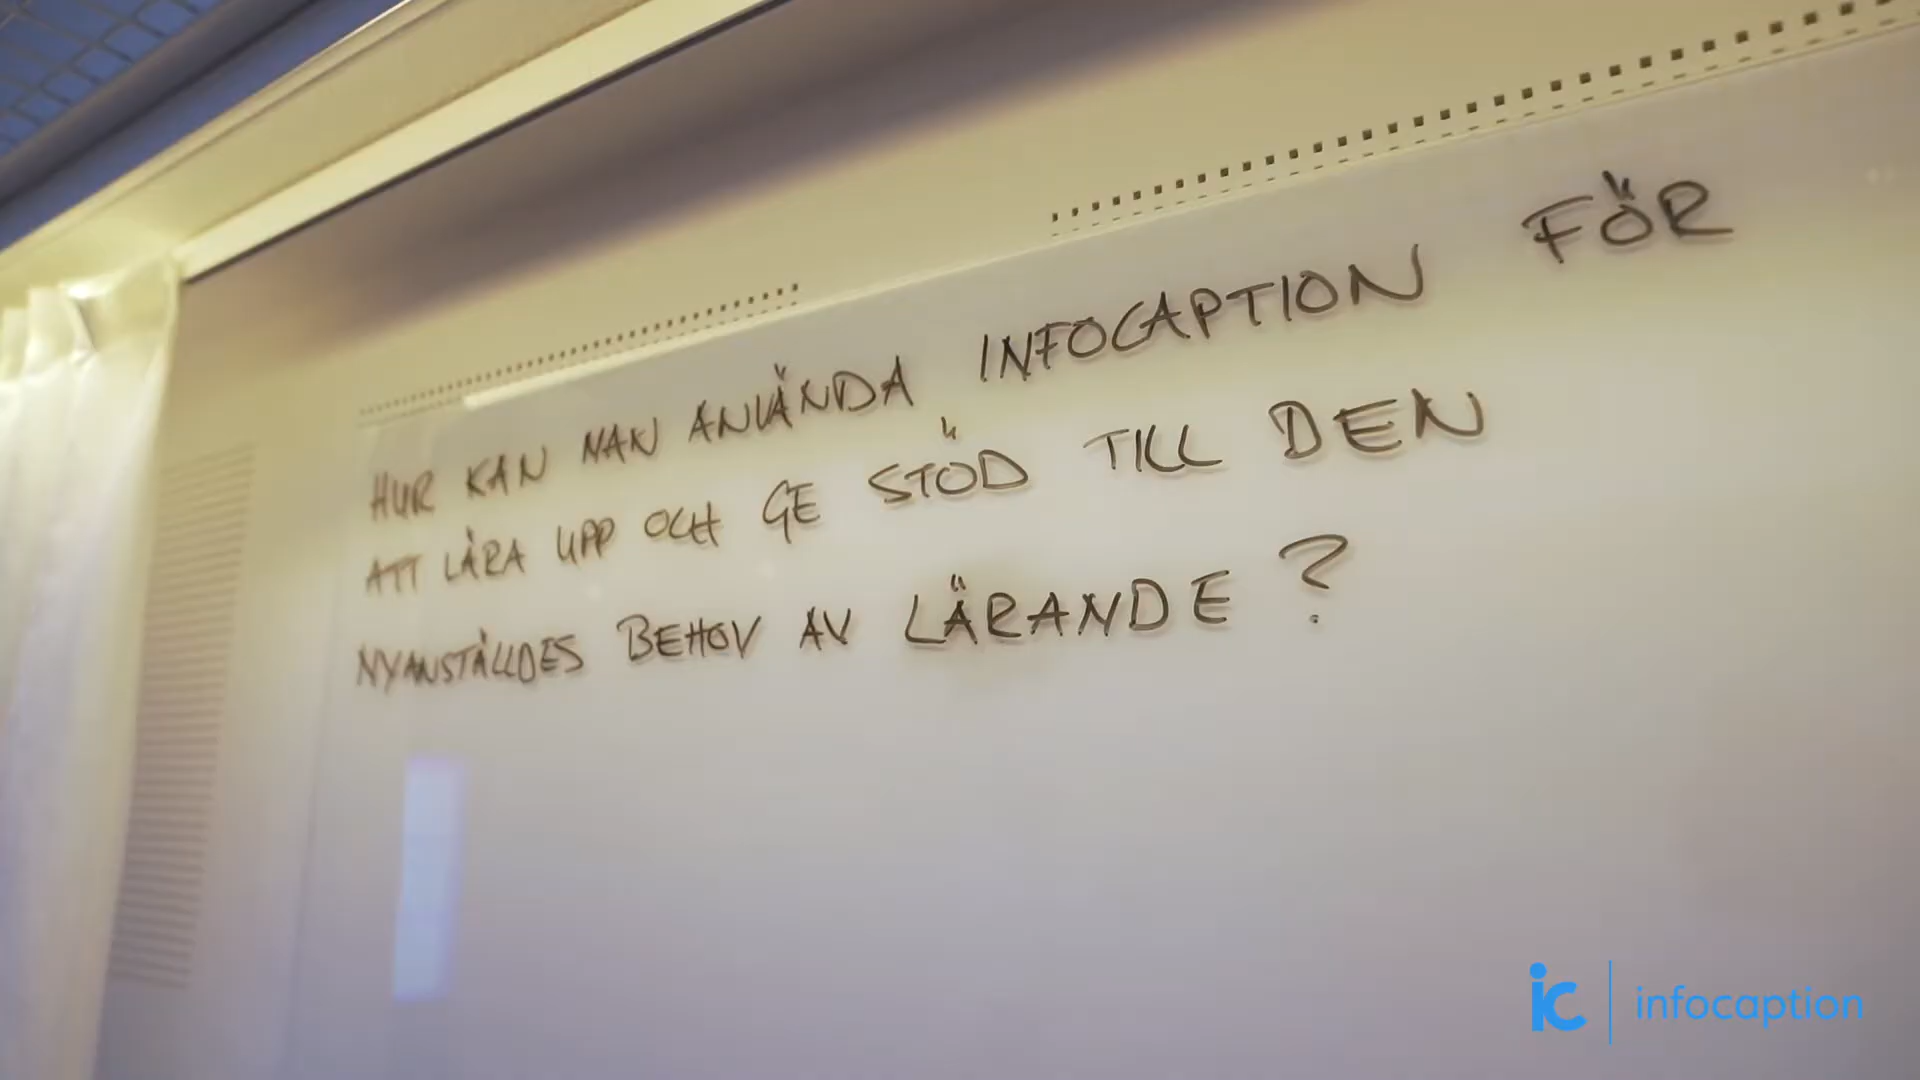 HUR KAN MAN ANVÄNDA INFOCAPTION FÖR
ATT LÄRA UPP OCH GE STÖD TILL DEN
NYANSTÄLLDES BEHOV AV LÄRANDE?
ic infocaption